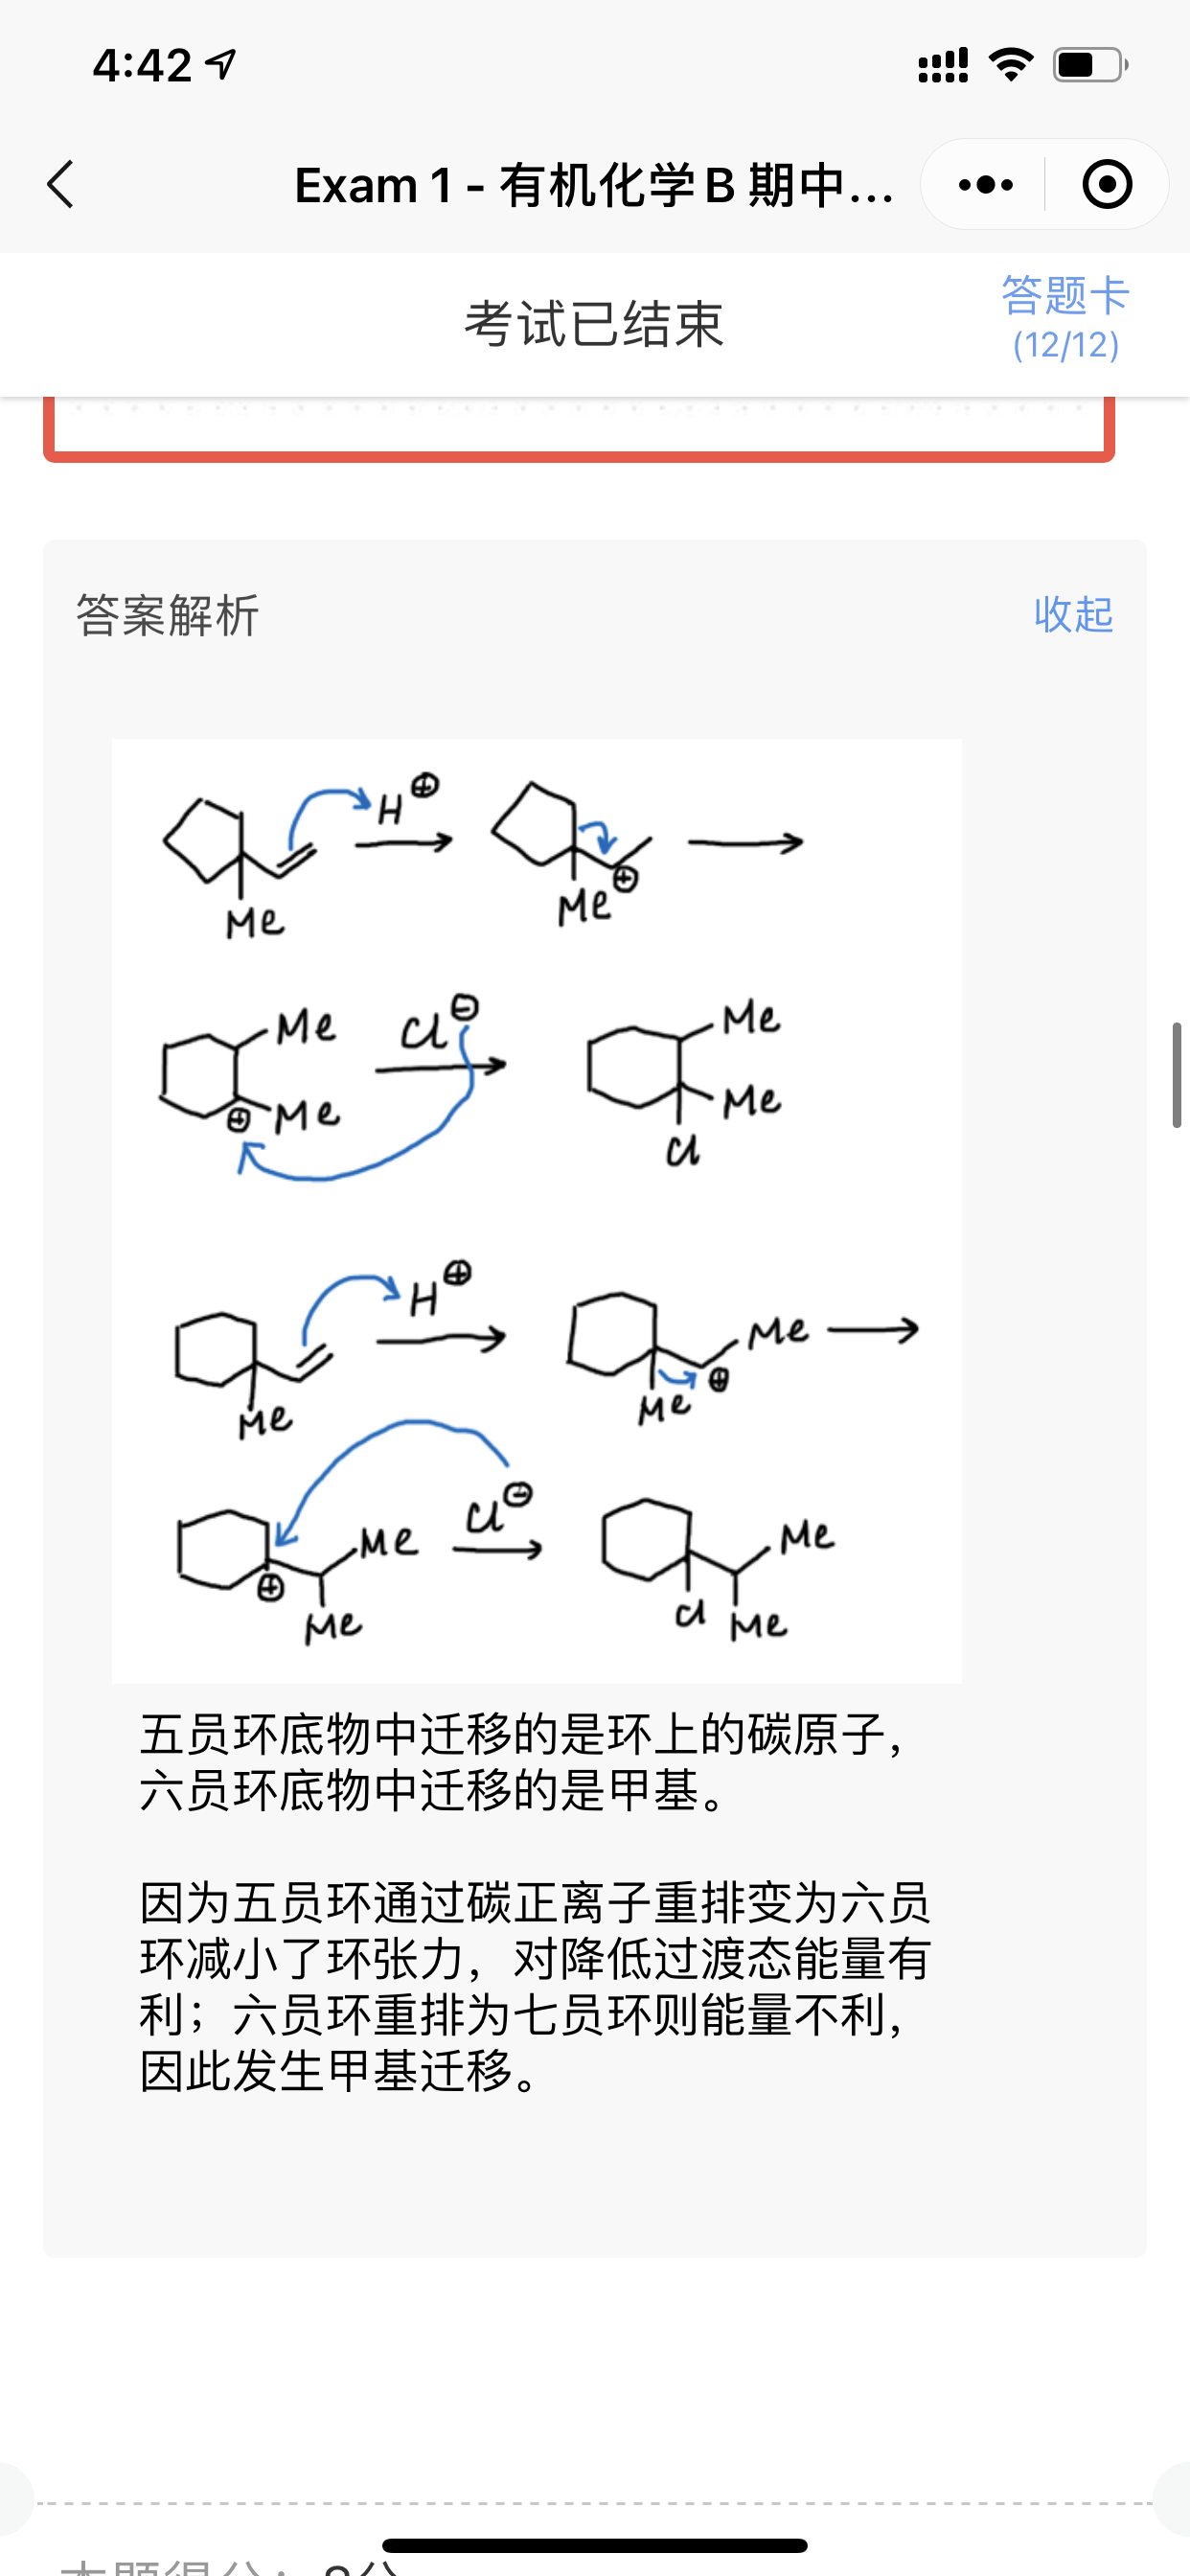 4:42
Exam 1 - 有机化学B 期中...
考试已结束
答题卡
(12/12)
答案解析
收起
H⊕
Me
Me
⊕
Me
Cl⊖
Me
⊕
Me
Me
Cl
H⊕
Me
Me
⊕
Me
Cl⊖
Me
⊕
Me
Me
Cl
Me
五员环底物中迁移的是环上的碳原子，
六员环底物中迁移的是甲基。
因为五员环通过碳正离子重排变为六员
环减小了环张力，对降低过渡态能量有
利；六员环重排为七员环则能量不利，
因此发生甲基迁移。